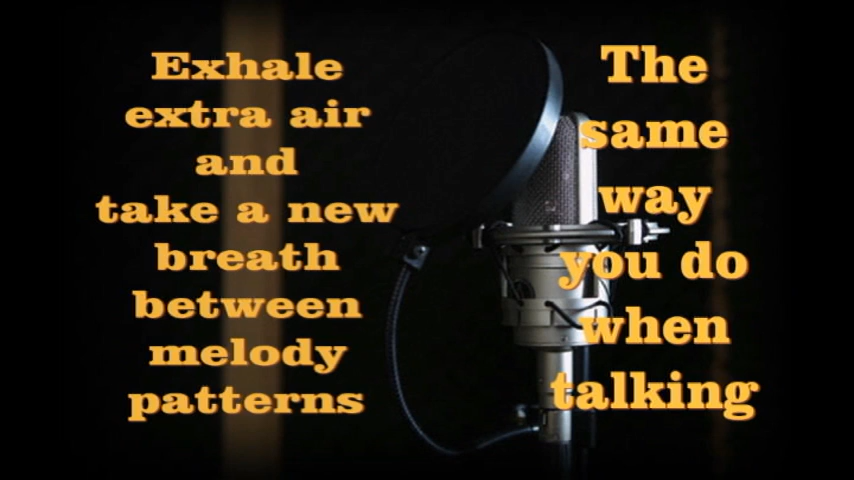 Exhale
extra air
and
take a new
breath
between
melody
patterns
The
same
way
you do
when
talking